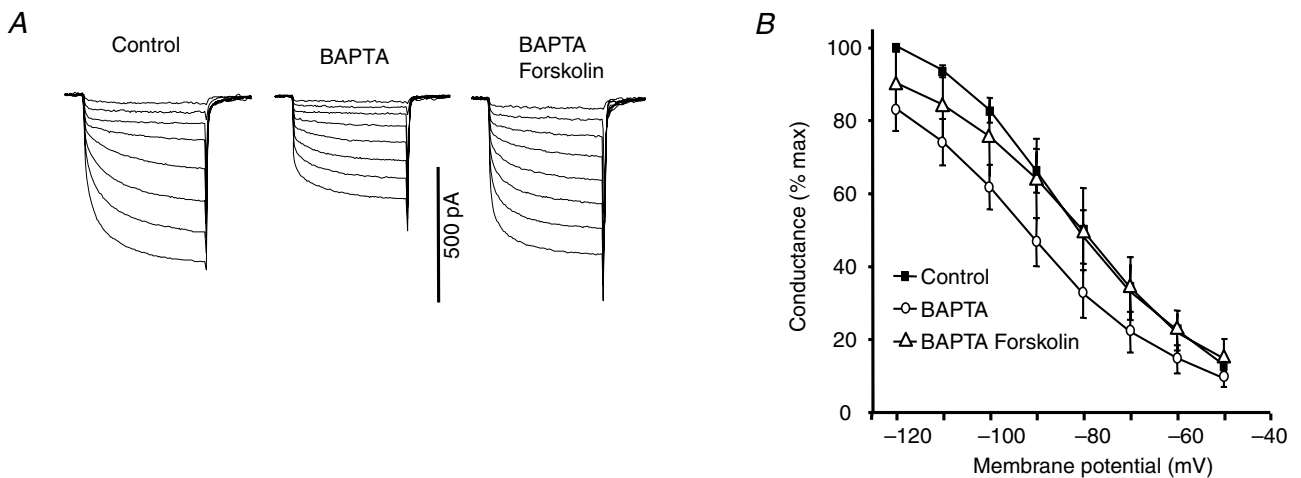 A
Control
BAPTA
BAPTA
Forskolin
500 pA
B
Conductance (% max)
100
80
60
40
20
0
Control
BAPTA
BAPTA Forskolin
–120
–100
–80
–60
–40
Membrane potential (mV)